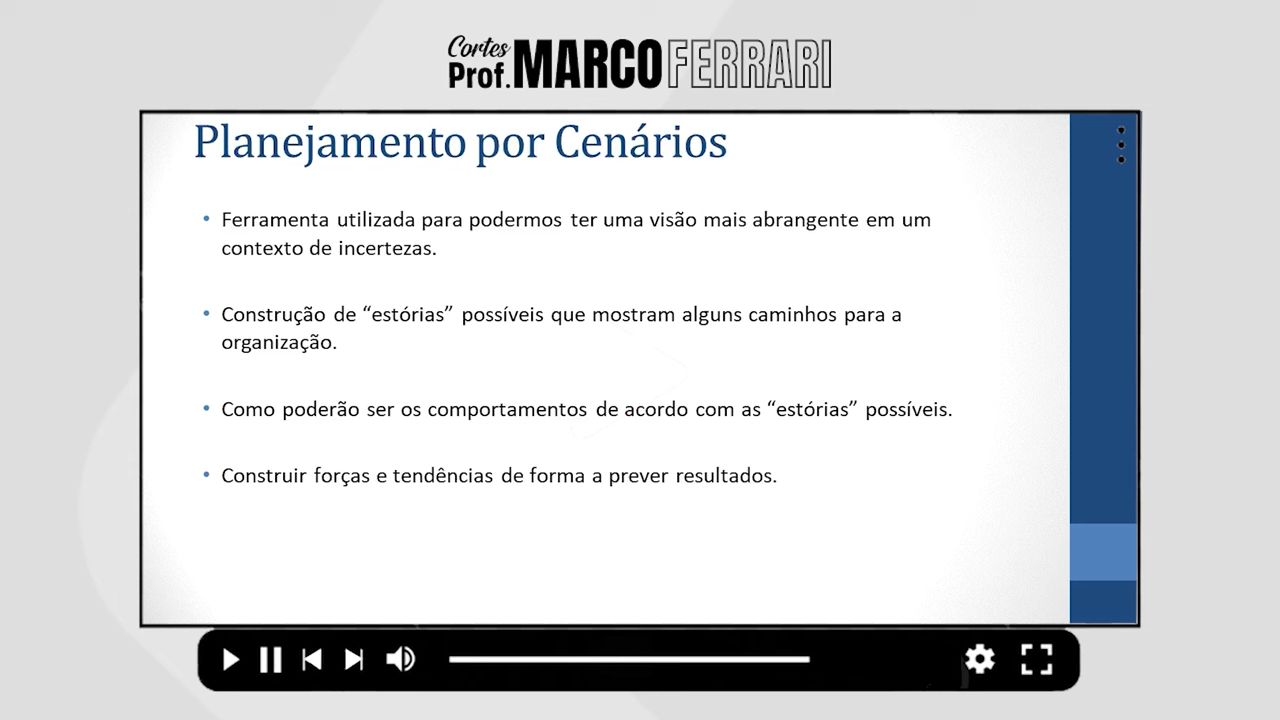 Cortes
Prof. MARCO FERRARI
Planejamento por Cenários
• Ferramenta utilizada para podermos ter uma visão mais abrangente em um
contexto de incertezas.
• Construção de “estórias” possíveis que mostram alguns caminhos para a
organização.
• Como poderão ser os comportamentos de acordo com as “estórias” possíveis.
• Construir forças e tendências de forma a prever resultados.